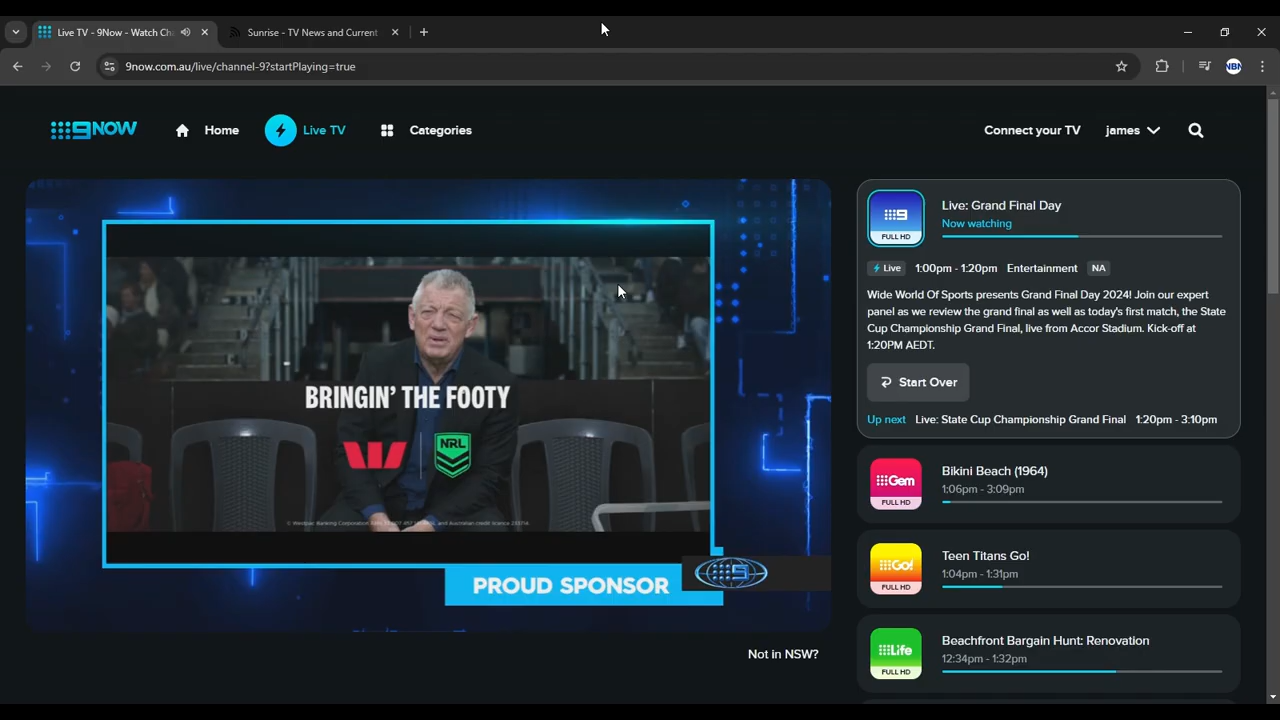 Live TV - 9Now - Watch Ch
Sunrise - TV News and Current
9now.com.au/live/channel-9?startPlaying=true
NBN
9NOW
Home
Live TV
Categories
Connect your TV
james
BRINGIN' THE FOOTY
NRL
PROUD SPONSOR
9
Not in NSW?
9
FULL HD
Live: Grand Final Day
Now watching
Live
1:00pm - 1:20pm
Entertainment
NA
Wide World Of Sports presents Grand Final Day 2024! Join our expert
panel as we review the grand final as well as today's first match, the State
Cup Championship Grand Final, live from Accor Stadium. Kick-off at
1:20PM AEDT.
Start Over
Up next Live: State Cup Championship Grand Final 1:20pm - 3:10pm
9Gem
FULL HD
Bikini Beach (1964)
1:06pm - 3:09pm
9Go!
FULL HD
Teen Titans Go!
1:04pm - 1:31pm
9Life
FULL HD
Beachfront Bargain Hunt: Renovation
12:34pm - 1:32pm